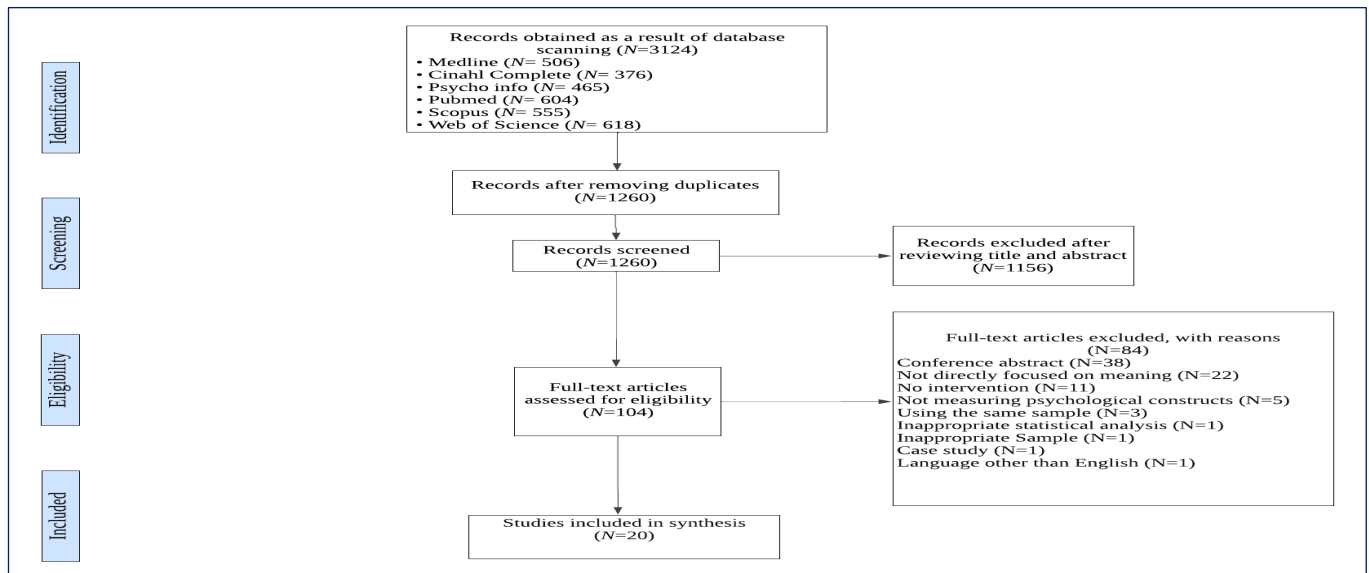 Identification
Records obtained as a result of database
scanning (N=3124)
• Medline (N= 506)
• Cinahl Complete (N= 376)
• Psycho info (N= 465)
• Pubmed (N= 604)
• Scopus (N= 555)
• Web of Science (N= 618)
Records after removing duplicates
(N=1260)
Screening
Records screened
(N=1260)
Records excluded after
reviewing title and abstract
(N=1156)
Eligibility
Full-text articles
assessed for eligibility
(N=104)
Full-text articles excluded, with reasons
(N=84)
Conference abstract (N=38)
Not directly focused on meaning (N=22)
No intervention (N=11)
Not measuring psychological constructs (N=5)
Using the same sample (N=3)
Inappropriate statistical analysis (N=1)
Inappropriate Sample (N=1)
Case study (N=1)
Language other than English (N=1)
Included
Studies included in synthesis
(N=20)